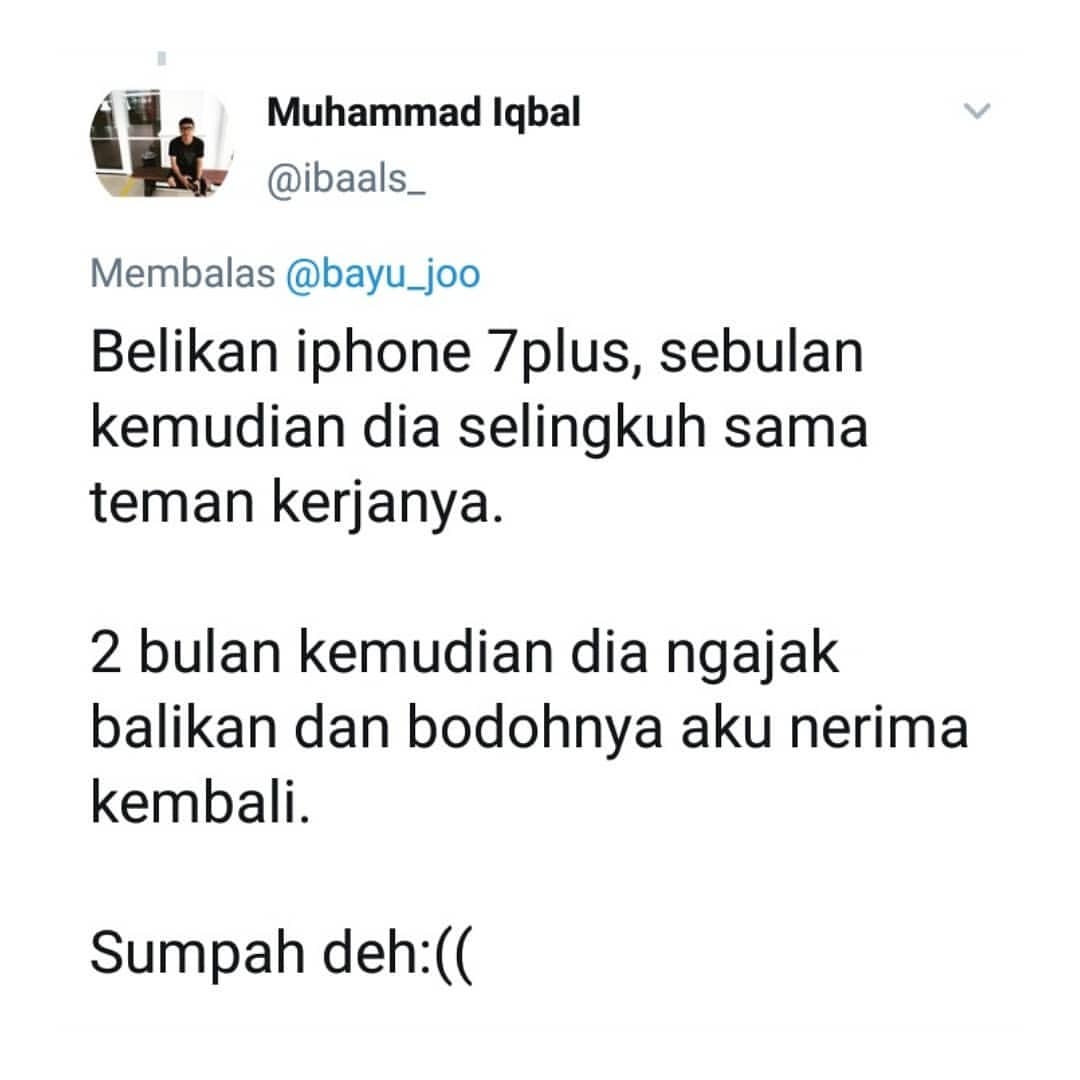 Muhammad Iqbal
@ibaals_
Membalas @bayu_joo
Belikan iphone 7plus, sebulan
kemudian dia selingkuh sama
teman kerjanya.
2 bulan kemudian dia ngajak
balikan dan bodohnya aku nerima
kembali.
Sumpah deh:((